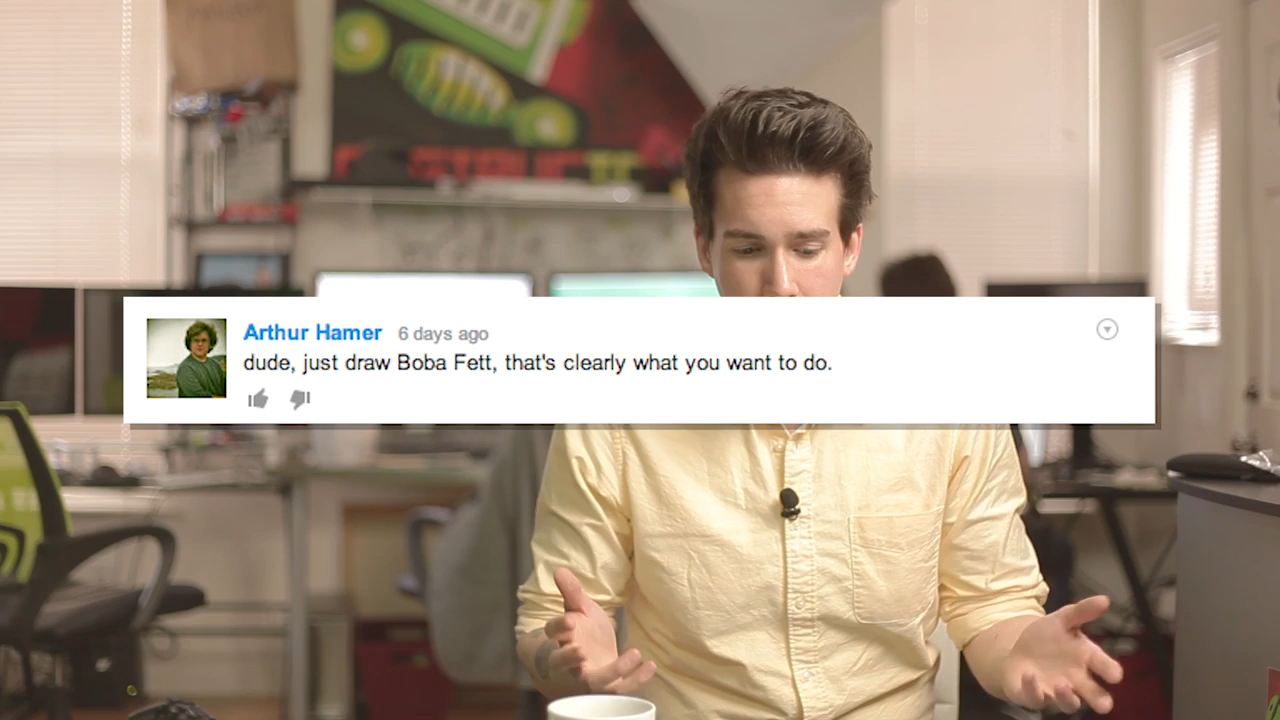 Arthur Hamer 6 days ago
dude, just draw Boba Fett, that's clearly what you want to do.